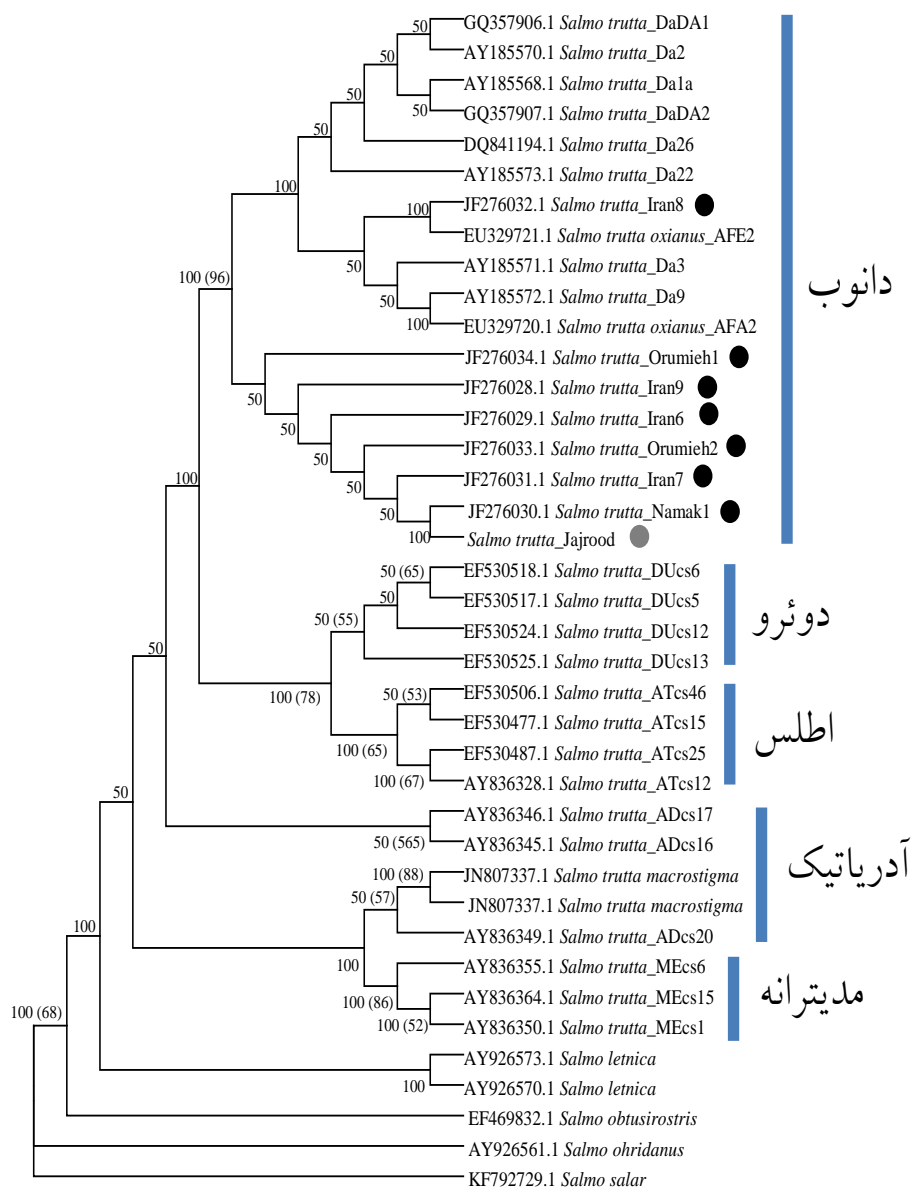 50 GQ357906.1 Salmo trutta_DaDA1
50 AY185570.1 Salmo trutta_Da2
50 AY185568.1 Salmo trutta_Da1a
50 GQ357907.1 Salmo trutta_DaDA2
50 DQ841194.1 Salmo trutta_Da26
100 AY185573.1 Salmo trutta_Da22
100 JF276032.1 Salmo trutta_Iran8
EU329721.1 Salmo trutta oxianus_AFE2
50 AY185571.1 Salmo trutta_Da3
100 (96) 50 AY185572.1 Salmo trutta_Da9
100 EU329720.1 Salmo trutta oxianus_AFA2
دانوب
JF276034.1 Salmo trutta_Orumieh1
50 JF276028.1 Salmo trutta_Iran9
50 JF276029.1 Salmo trutta_Iran6
50 JF276033.1 Salmo trutta_Orumieh2
100 50 JF276031.1 Salmo trutta_Iran7
50 JF276030.1 Salmo trutta_Namak1
100 Salmo trutta_Jajrood
50 (65) EF530518.1 Salmo trutta_DUcs6
50 EF530517.1 Salmo trutta_DUcs5
50 (55) EF530524.1 Salmo trutta_DUcs12
50 EF530525.1 Salmo trutta_DUcs13
دوئرو
100 (78) 50 (53) EF530506.1 Salmo trutta_ATcs46
EF530477.1 Salmo trutta_ATcs15
100 (65) EF530487.1 Salmo trutta_ATcs25
100 (67) AY836328.1 Salmo trutta_ATcs12
اطلس
50 AY836346.1 Salmo trutta_ADcs17
50 (565) AY836345.1 Salmo trutta_ADcs16
100 (88) JN807337.1 Salmo trutta macrostigma
50 (57) JN807337.1 Salmo trutta macrostigma
100 AY836349.1 Salmo trutta_ADcs20
آدریاتیک
100 AY836355.1 Salmo trutta_MEcs6
100 (86) AY836364.1 Salmo trutta_MEcs15
100 (68) 100 (52) AY836350.1 Salmo trutta_MEcs1
مدیترانه
AY926573.1 Salmo letnica
100 AY926570.1 Salmo letnica
EF469832.1 Salmo obtusirostris
AY926561.1 Salmo ohridanus
KF792729.1 Salmo salar